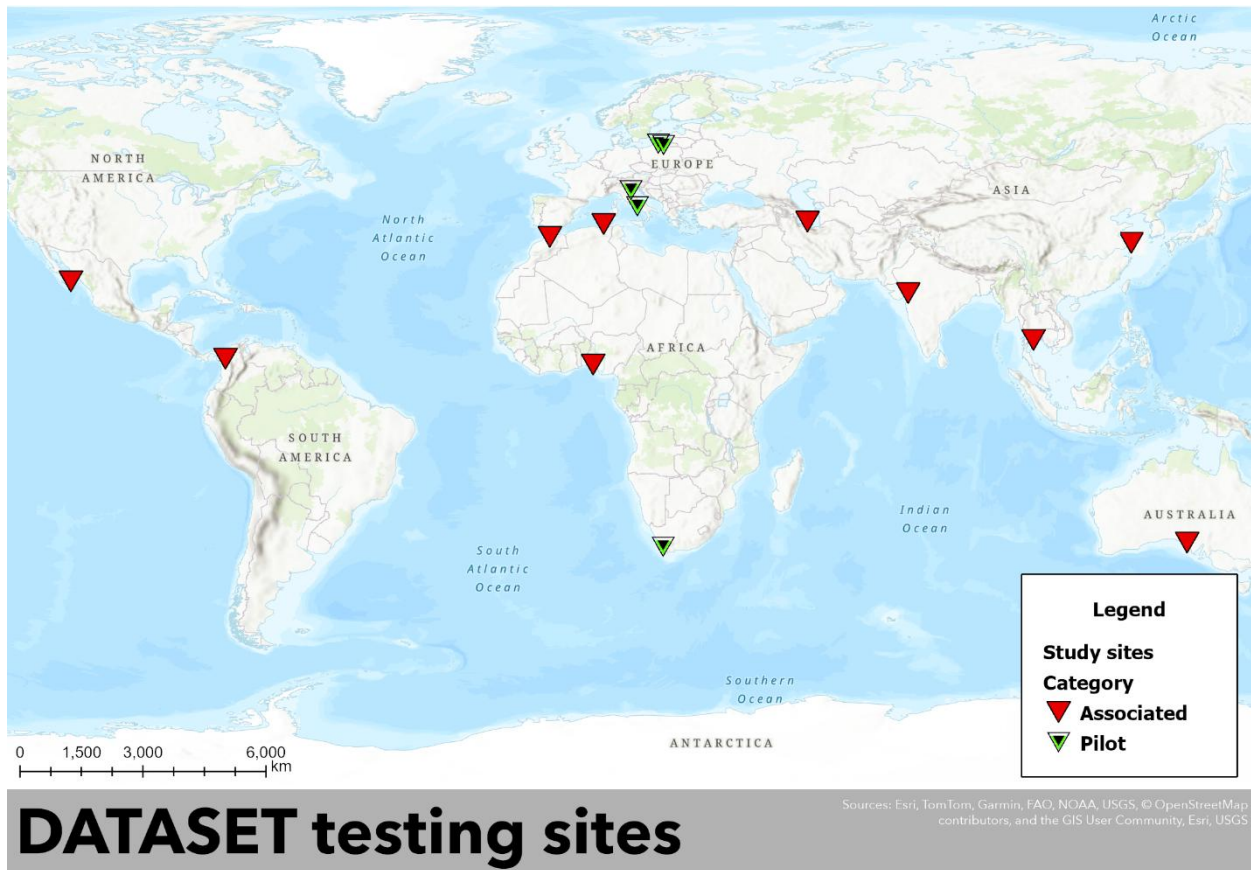 Arctic
Ocean
NORTH
AMERICA
EUROPE
ASIA
North
Atlantic
Ocean
AFRICA
SOUTH
AMERICA
Indian
Ocean
AUSTRALIA
South
Atlantic
Ocean
Legend
Study sites
Category
Associated
Pilot
Southern
Ocean
ANTARCTICA
0 1,500 3,000 6,000
km
DATASET testing sites
Sources: Esri, TomTom, Garmin, FAO, NOAA, USGS, © OpenStreetMap
contributors, and the GIS User Community, Esri, USGS